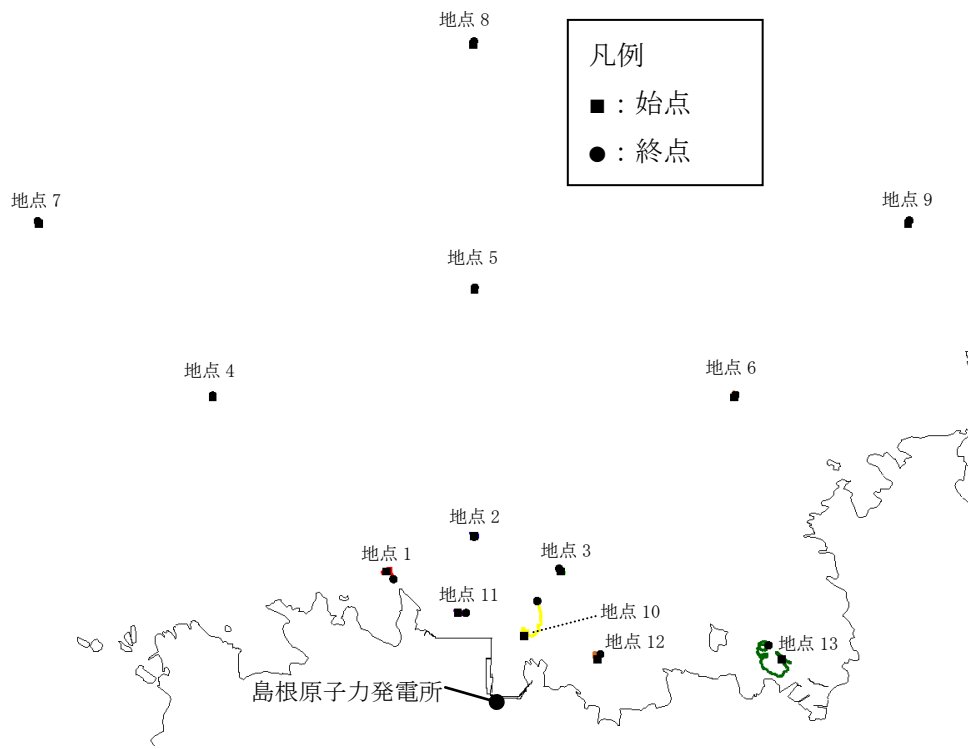 地点 8
凡例
■：始点
●：終点
地点 7
地点 9
地点 5
地点 4
地点 6
地点 2
地点 1
地点 3
地点 11
地点 10
地点 12
地点 13
島根原子力発電所